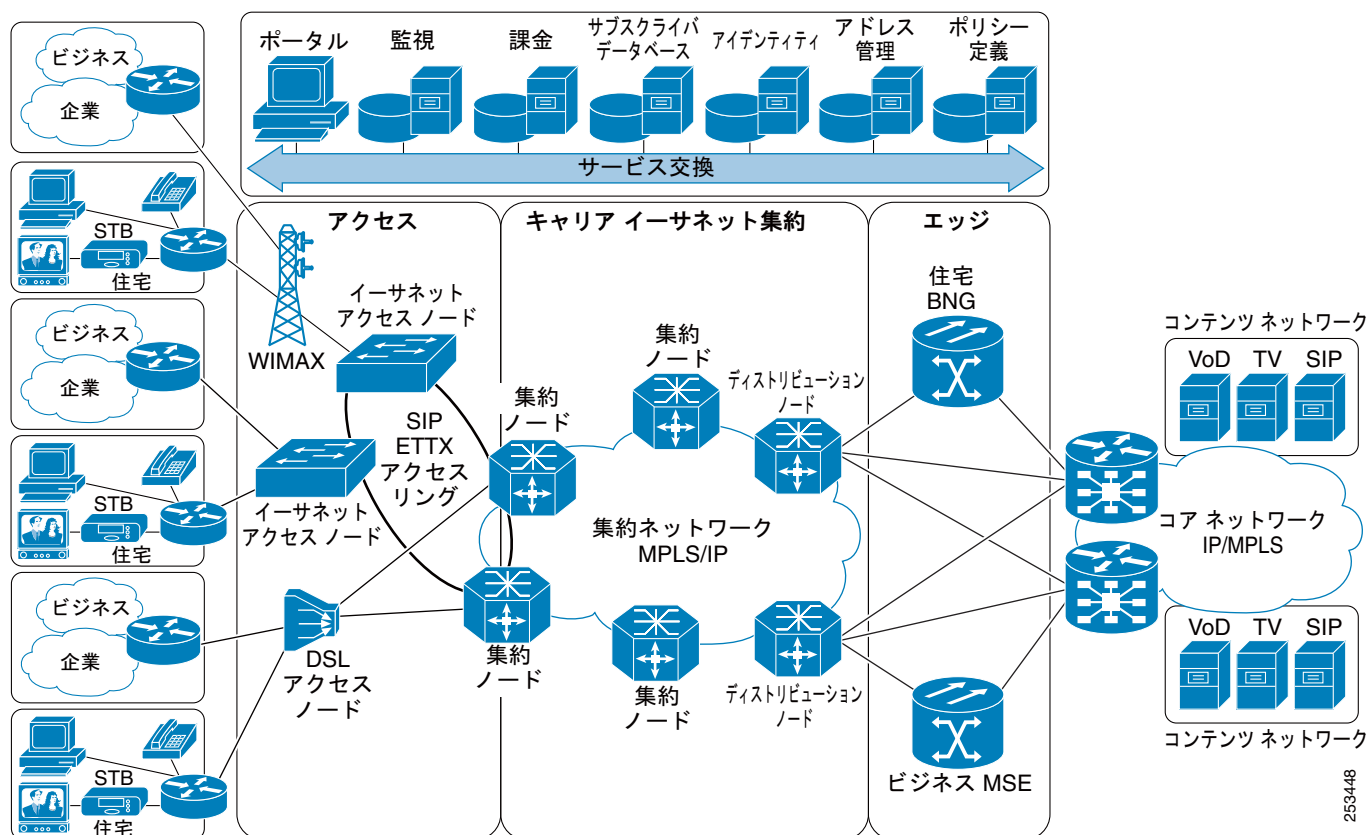 ポータル
監視
課金
サブスクライバ
データベース
アイデンティティ
アドレス
管理
ポリシー
定義
サービス交換
ビジネス
企業
STB
住宅
ビジネス
企業
STB
住宅
ビジネス
企業
STB
住宅
アクセス
WIMAX
イーサネット
アクセス ノード
SIP
ETTX
アクセス
リング
イーサネット
アクセス ノード
DSL
アクセス
ノード
キャリア イーサネット集約
集約
ノード
集約
ノード
ディストリビューション
ノード
集約ネットワーク
MPLS/IP
集約
ノード
集約
ノード
ディストリビューション
ノード
エッジ
住宅
BNG
ビジネス MSE
コンテンツ ネットワーク
VoD TV SIP
コア ネットワーク
IP/MPLS
VoD TV SIP
コンテンツ ネットワーク
253448